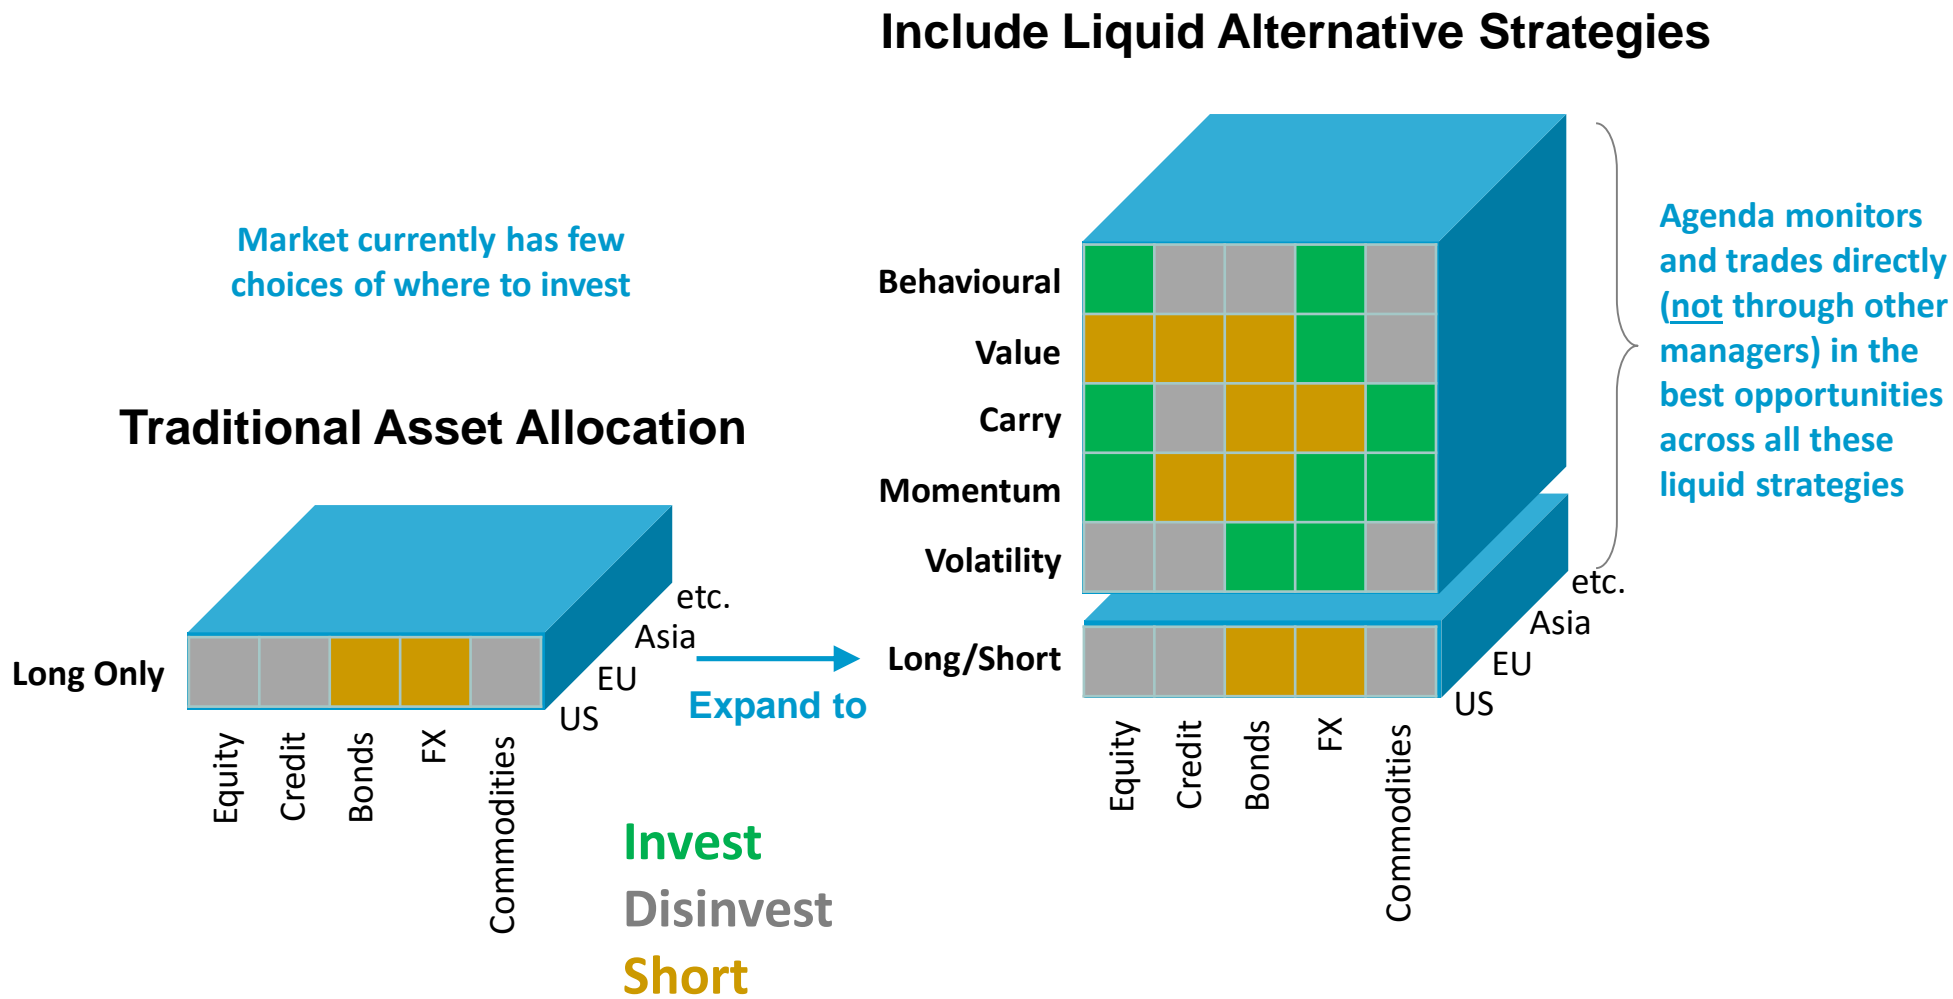 Include Liquid Alternative Strategies
Market currently has few
choices of where to invest
Traditional Asset Allocation
Long Only
Equity
Credit
Bonds
FX
Commodities
US
EU
Asia
etc.
Expand to
Behavioural
Value
Carry
Momentum
Volatility
Long/Short
Equity
Credit
Bonds
FX
Commodities
US
EU
Asia
etc.
Agenda monitors
and trades directly
(not through other
managers) in the
best opportunities
across all these
liquid strategies
Invest
Disinvest
Short